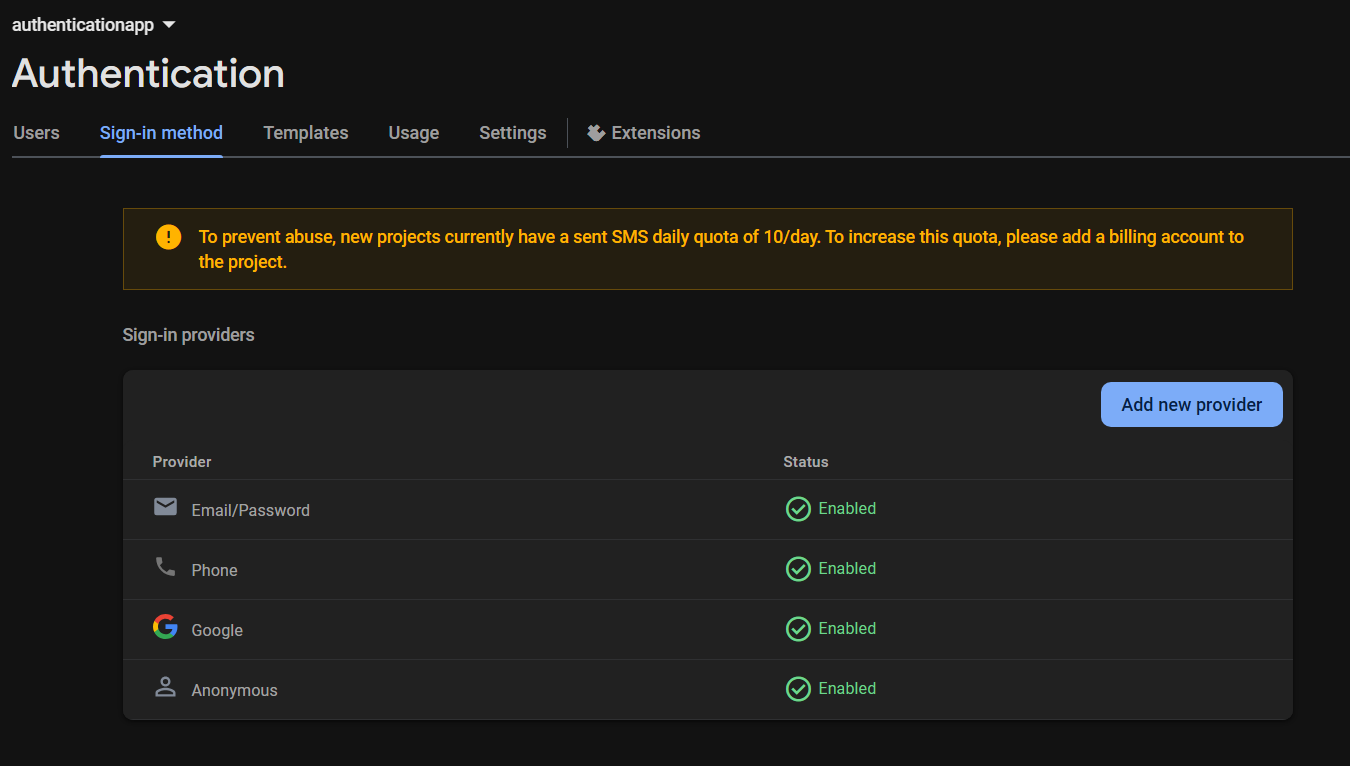 authenticationapp
Authentication
Users Sign-in method Templates Usage Settings Extensions
To prevent abuse, new projects currently have a sent SMS daily quota of 10/day. To increase this quota, please add a billing account to
the project.
Sign-in providers
Add new provider
Provider Status
Email/Password Enabled
Phone Enabled
Google Enabled
Anonymous Enabled